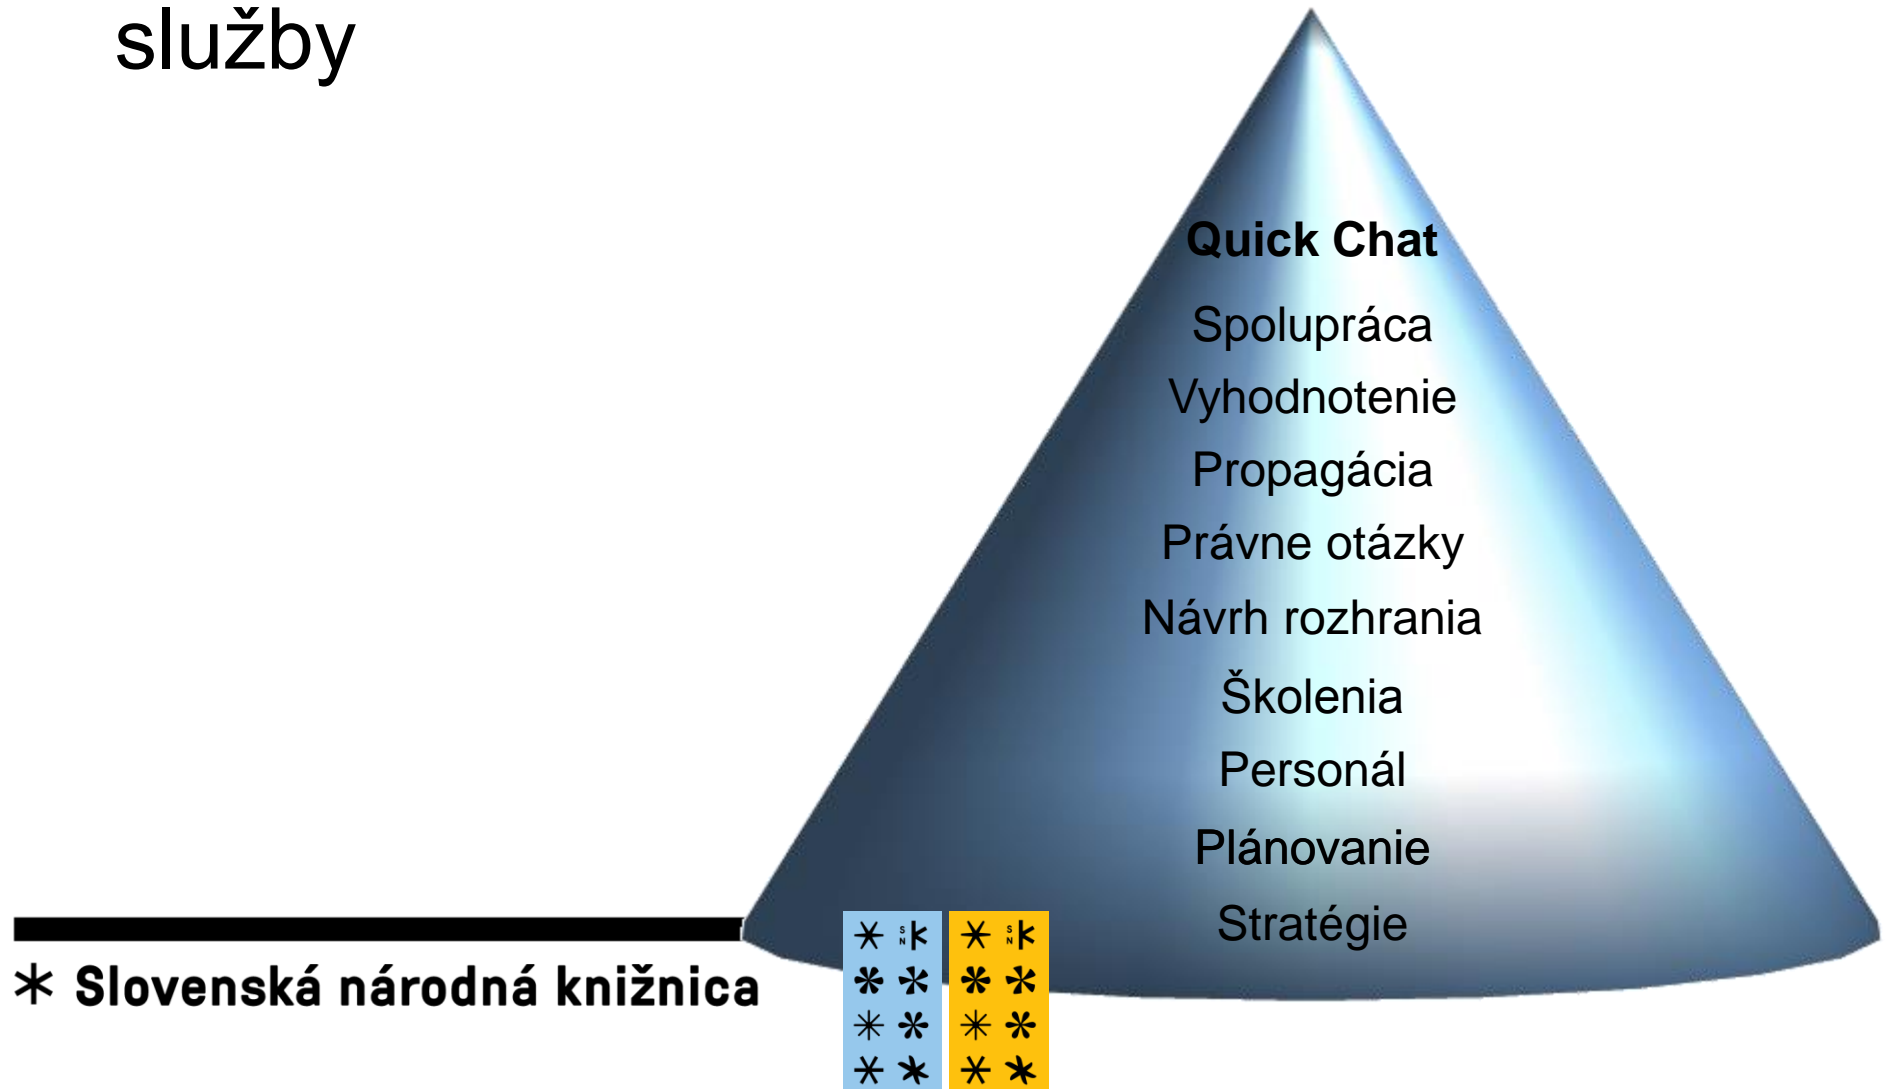 služby
Quick Chat
Spolupráca
Vyhodnotenie
Propagácia
Právne otázky
Návrh rozhrania
Školenia
Personál
Plánovanie
Stratégie
* Slovenská národná knižnica
* S N k * S N k